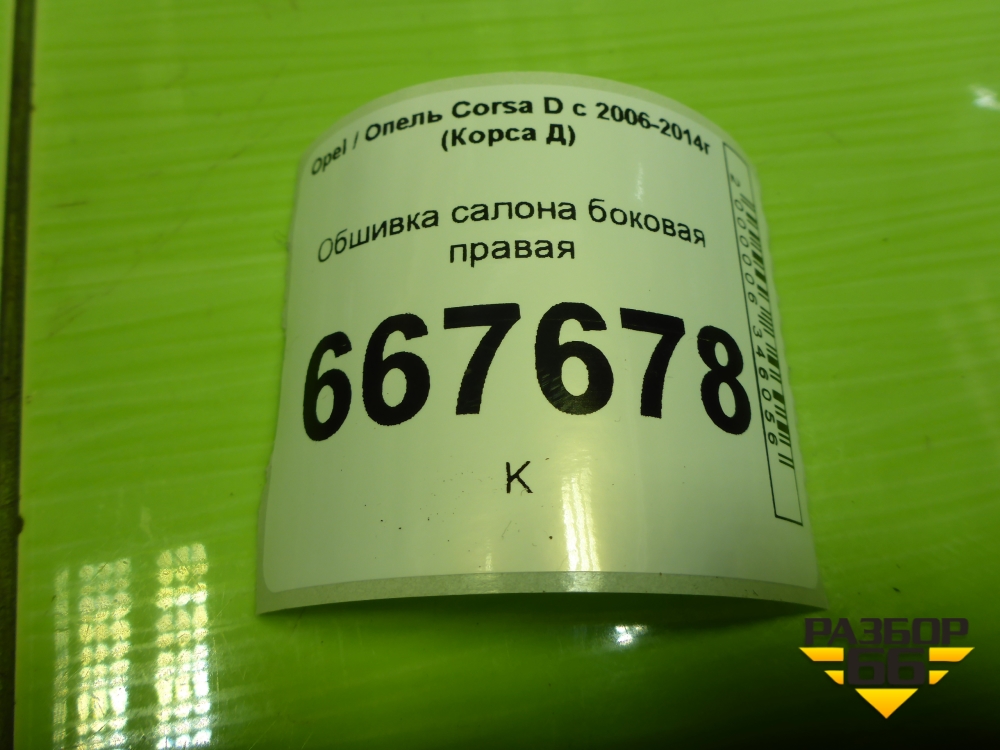 Opel / Опель Corsa D с 2006-2014г
(Корса Д)
Обшивка салона боковая
правая
667678
К
2000006346056
РАЗБОР
66